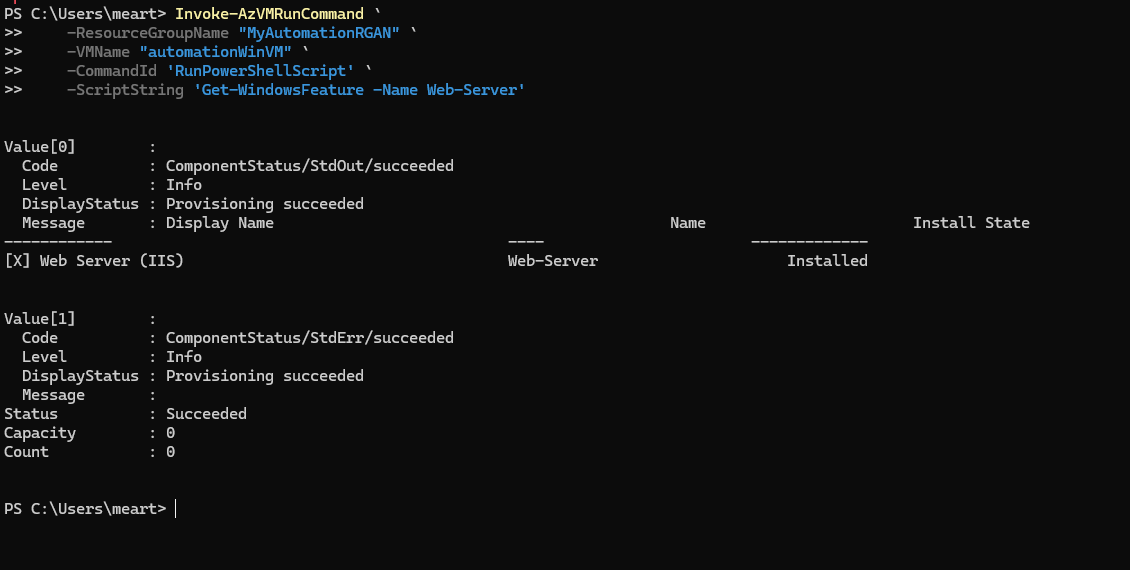 PS C:\Users\meart> Invoke-AzVMRunCommand `
>>     -ResourceGroupName "MyAutomationRGAN" `
>>     -VMName "automationWinVM" `
>>     -CommandId 'RunPowerShellScript' `
>>     -ScriptString 'Get-WindowsFeature -Name Web-Server'
Value[0]        :
  Code          : ComponentStatus/StdOut/succeeded
  Level         : Info
  DisplayStatus : Provisioning succeeded
  Message       : Display Name                                            Name                       Install State
------------                                            ----                       -------------
[X] Web Server (IIS)                                    Web-Server                     Installed
Value[1]        :
  Code          : ComponentStatus/StdErr/succeeded
  Level         : Info
  DisplayStatus : Provisioning succeeded
  Message       :
Status          : Succeeded
Capacity        : 0
Count           : 0
PS C:\Users\meart>